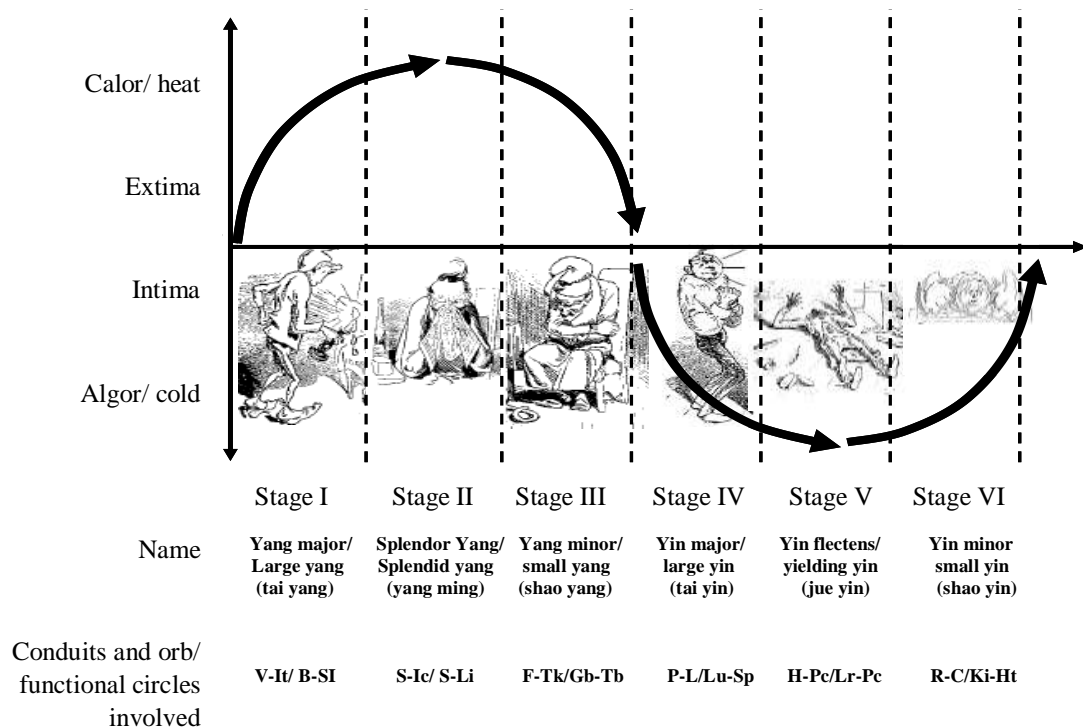 Calor/ heat
Extima
Intima
Algor/ cold
Stage I
Stage II
Stage III
Stage IV
Stage V
Stage VI
Name
Yang major/
Large yang
(tai yang)
Splendor Yang/
Splendid yang
(yang ming)
Yang minor/
small yang
(shao yang)
Yin major/
large yin
(tai yin)
Yin flectens/
yielding yin
(jue yin)
Yin minor
small yin
(shao yin)
Conduits and orb/
functional circles
involved
V-It/ B-SI
S-Ic/ S-Li
F-Tk/Gb-Tb
P-L/Lu-Sp
H-Pc/Lr-Pc
R-C/Ki-Ht